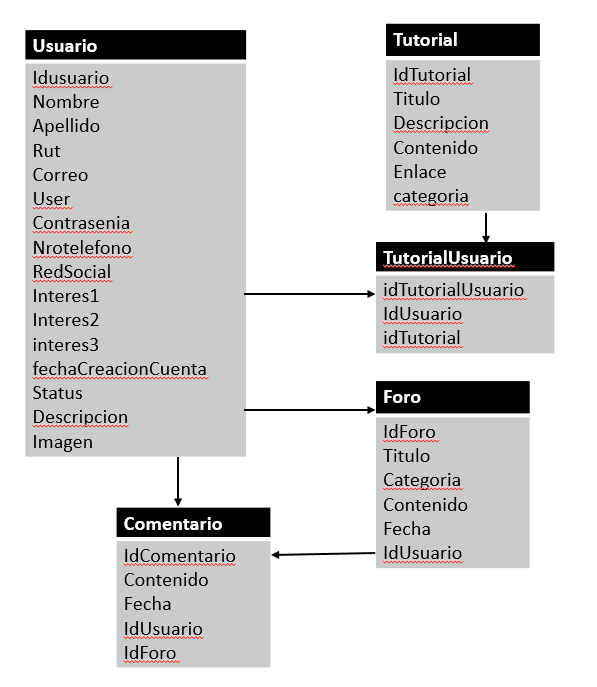 Usuario
Idusuario
Nombre
Apellido
Rut
Correo
User
Contrasenia
Nrotelefono
RedSocial
Interes1
Interes2
interes3
fechaCreacionCuenta
Status
Descripcion
Imagen
Tutorial
IdTutorial
Titulo
Descripcion
Contenido
Enlace
categoria
TutorialUsuario
idTutorialUsuario
IdUsuario
idTutorial
Foro
IdForo
Titulo
Categoria
Contenido
Fecha
IdUsuario
Comentario
IdComentario
Contenido
Fecha
IdUsuario
IdForo